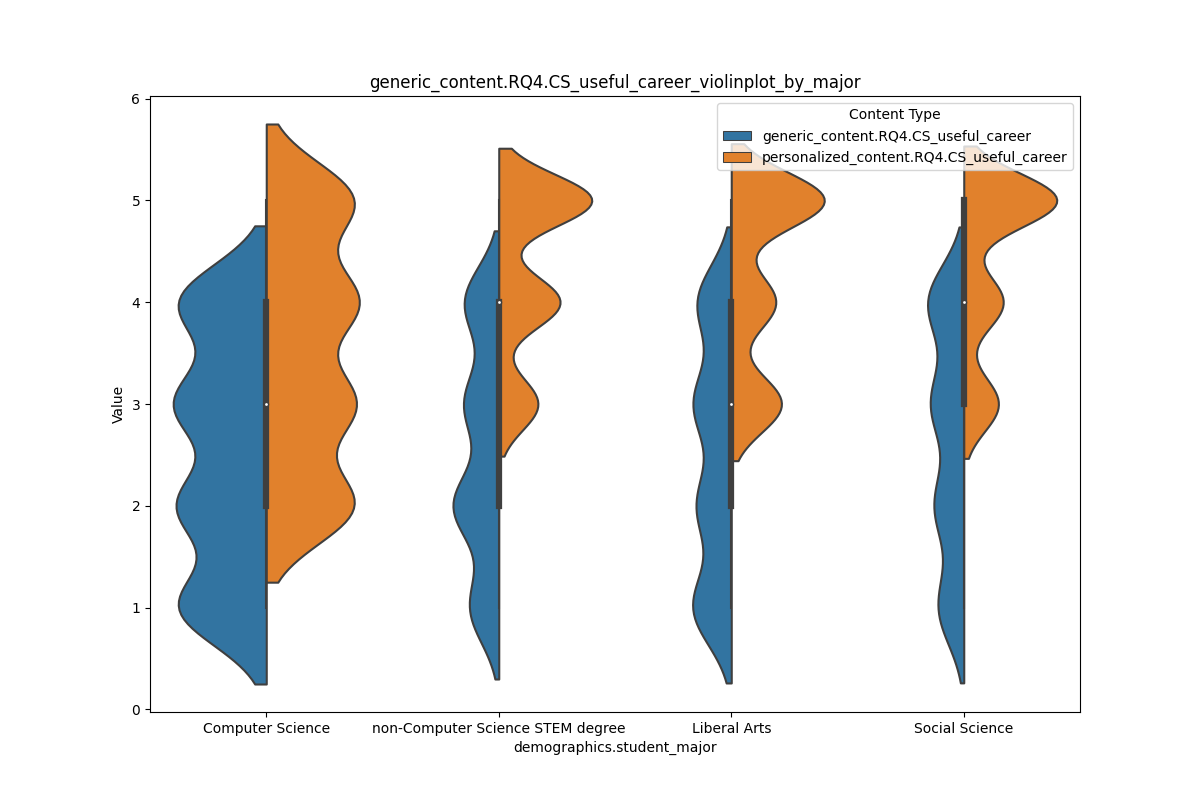 generic_content.RQ4.CS_useful_career_violinplot_by_major
Content Type
generic_content.RQ4.CS_useful_career
personalized_content.RQ4.CS_useful_career
Value
6
5
4
3
2
1
0
Computer Science
non-Computer Science STEM degree
Liberal Arts
Social Science
demographics.student_major